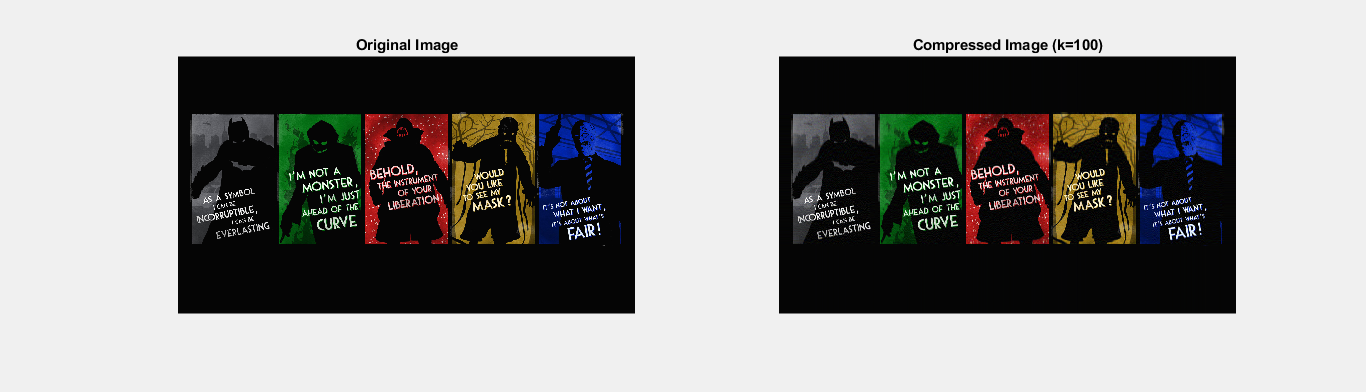 Original Image
AS A SYMBOL
I CAN BE
INCORRUPTIBLE,
I CAN BE
EVERLASTING
I'M NOT A
MONSTER,
I'M JUST
AHEAD OF THE
CURVE
BEHOLD,
THE INSTRUMENT
OF YOUR
LIBERATION!
WOULD
YOU LIKE
TO SEE MY
MASK?
IT'S NOT ABOUT
WHAT I WANT,
IT'S ABOUT WHAT'S
FAIR!
Compressed Image (k=100)
AS A SYMBOL
I CAN BE
INCORRUPTIBLE,
I CAN BE
EVERLASTING
I'M NOT A
MONSTER,
I'M JUST
AHEAD OF THE
CURVE
BEHOLD,
THE INSTRUMENT
OF YOUR
LIBERATION!
WOULD
YOU LIKE
TO SEE MY
MASK?
IT'S NOT ABOUT
WHAT I WANT,
IT'S ABOUT WHAT'S
FAIR!